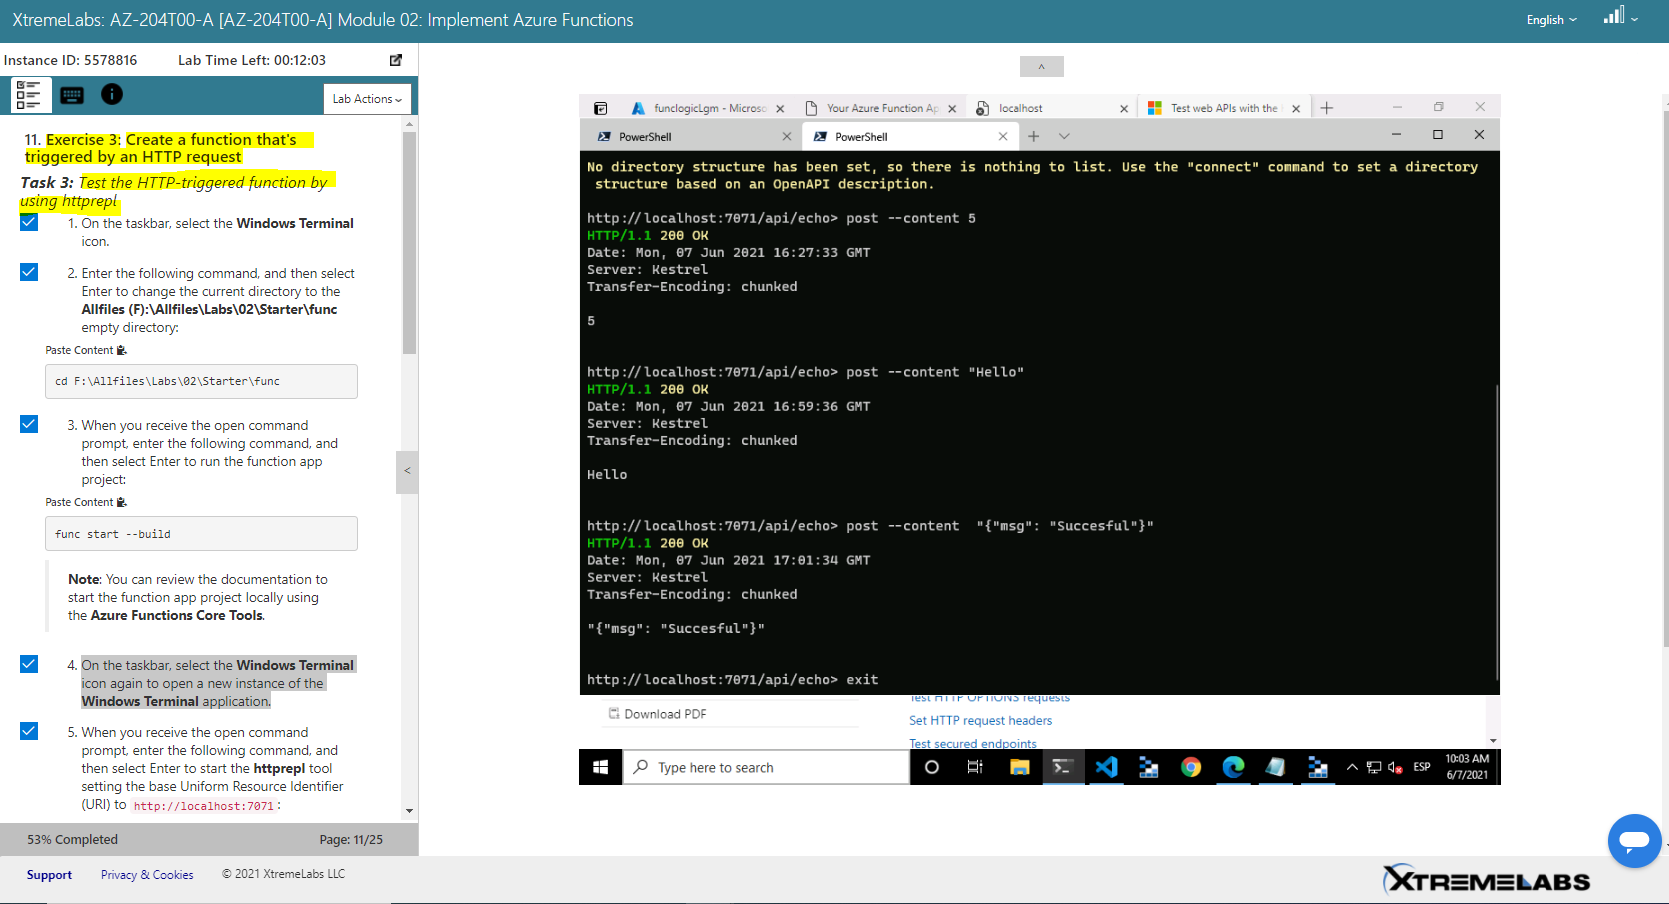 XtremeLabs: AZ-204T00-A [AZ-204T00-A] Module 02: Implement Azure Functions
English
Instance ID: 5578816
Lab Time Left: 00:12:03
Lab Actions
11. Exercise 3: Create a function that's
triggered by an HTTP request
Task 3: Test the HTTP-triggered function by
using httprepl
1. On the taskbar, select the Windows Terminal
icon.
2. Enter the following command, and then select
Enter to change the current directory to the
Allfiles (F):\Allfiles\Labs\02\Starter\func
empty directory:
Paste Content
cd F:\Allfiles\Labs\02\Starter\func
3. When you receive the open command
prompt, enter the following command, and
then select Enter to run the function app
project:
Paste Content
func start --build
Note: You can review the documentation to
start the function app project locally using
the Azure Functions Core Tools.
4. On the taskbar, select the Windows Terminal
icon again to open a new instance of the
Windows Terminal application.
5. When you receive the open command
prompt, enter the following command, and
then select Enter to start the httprepl tool
setting the base Uniform Resource Identifier
(URI) to http://localhost:7071 :
53% Completed
Page: 11/25
funclogicLgm - Microso
Your Azure Function Ap
localhost
Test web APIs with the
PowerShell
PowerShell
No directory structure has been set, so there is nothing to list. Use the "connect" command to set a directory
structure based on an OpenAPI description.
http://localhost:7071/api/echo> post --content 5
HTTP/1.1 200 OK
Date: Mon, 07 Jun 2021 16:27:33 GMT
Server: Kestrel
Transfer-Encoding: chunked
5
http://localhost:7071/api/echo> post --content "Hello"
HTTP/1.1 200 OK
Date: Mon, 07 Jun 2021 16:59:36 GMT
Server: Kestrel
Transfer-Encoding: chunked
Hello
http://localhost:7071/api/echo> post --content  "{"msg": "Succesful"}"
HTTP/1.1 200 OK
Date: Mon, 07 Jun 2021 17:01:34 GMT
Server: Kestrel
Transfer-Encoding: chunked
"{"msg": "Succesful"}"
http://localhost:7071/api/echo> exit
Test HTTP OPTIONS requests
Download PDF
Set HTTP request headers
Test secured endpoints
Type here to search
ESP
10:03 AM
6/7/2021
Support
Privacy & Cookies
© 2021 XtremeLabs LLC
XTREMELABS